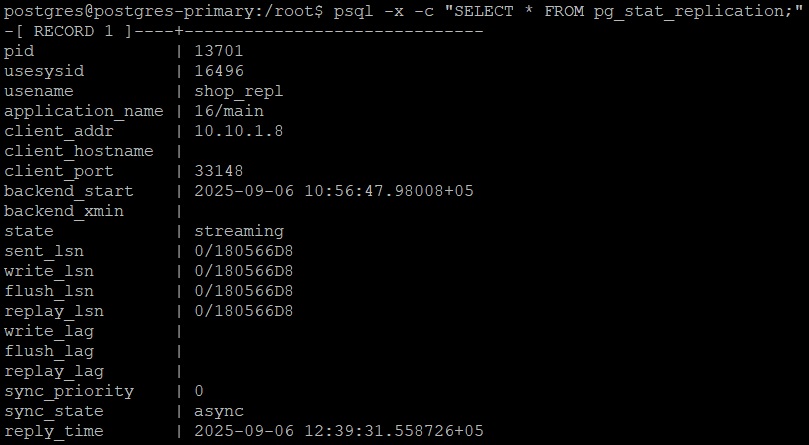 postgres@postgres-primary:/root$ psql -x -c "SELECT * FROM pg_stat_replication;"
-[ RECORD 1 ]----+------------------------------
pid              | 13701
usesysid         | 16496
usename          | shop_repl
application_name | 16/main
client_addr      | 10.10.1.8
client_hostname  |
client_port      | 33148
backend_start    | 2025-09-06 10:56:47.98008+05
backend_xmin     |
state            | streaming
sent_lsn         | 0/180566D8
write_lsn        | 0/180566D8
flush_lsn        | 0/180566D8
replay_lsn       | 0/180566D8
write_lag        |
flush_lag        |
replay_lag       |
sync_priority    | 0
sync_state       | async
reply_time       | 2025-09-06 12:39:31.558726+05